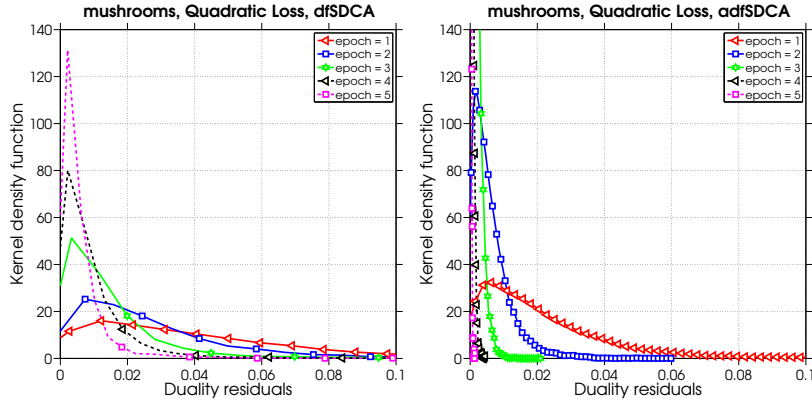 mushrooms, Quadratic Loss, dfSDCA
140
120
100
80
60
40
20
0
Kernel density function
epoch = 1
epoch = 2
epoch = 3
epoch = 4
epoch = 5
0
0.02
0.04
0.06
0.08
0.1
Duality residuals
mushrooms, Quadratic Loss, adfSDCA
140
120
100
80
60
40
20
0
Kernel density function
epoch = 1
epoch = 2
epoch = 3
epoch = 4
epoch = 5
0
0.02
0.04
0.06
0.08
0.1
Duality residuals